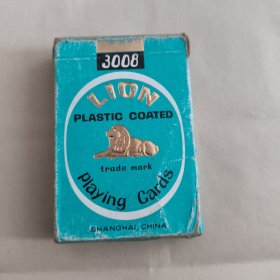 3008
LION
PLASTIC COATED
trade mark
Playing Cards
SHANGHAI, CHINA